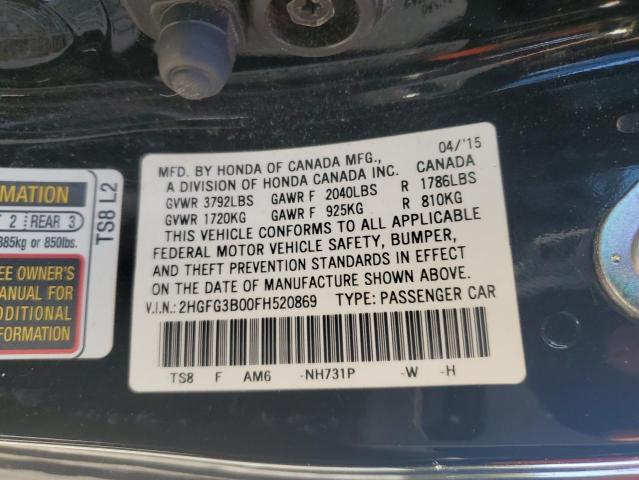 MATION
T 2 REAR 3
385kg or 850lbs.
EE OWNER'S
ANUAL FOR
DDITIONAL
FORMATION
TS8 L2
04/'15
MFD. BY HONDA OF CANADA MFG.,
A DIVISION OF HONDA CANADA INC. CANADA
GVWR 3792LBS GAWR F 2040LBS R 1786LBS
GVWR 1720KG GAWR F 925KG R 810KG
THIS VEHICLE CONFORMS TO ALL APPLICABLE
FEDERAL MOTOR VEHICLE SAFETY, BUMPER,
AND THEFT PREVENTION STANDARDS IN EFFECT
ON THE DATE OF MANUFACTURE SHOWN ABOVE.
V.I.N.: 2HGFG3B00FH520869 TYPE: PASSENGER CAR
TS8 F AM6 -NH731P -W -H